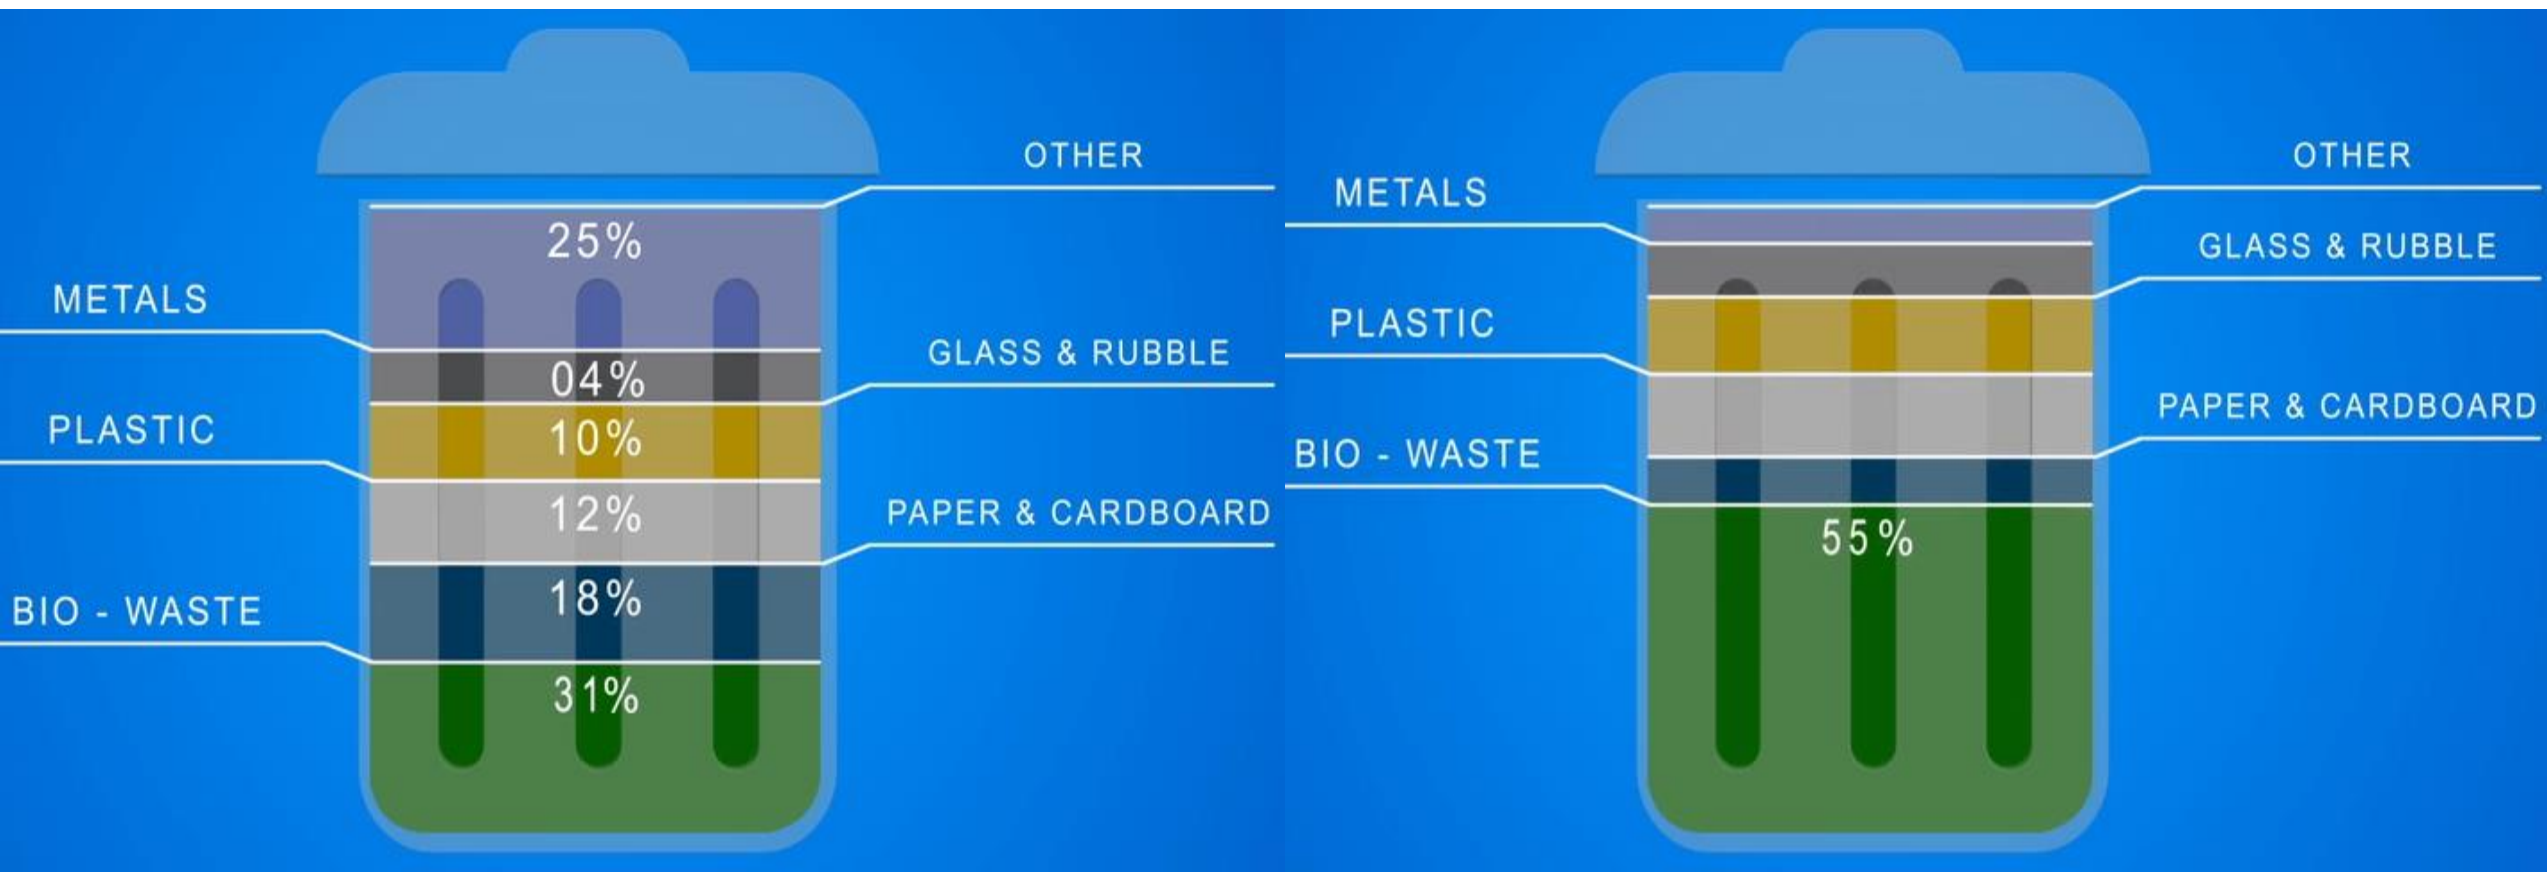 OTHER
25%
METALS
04%
GLASS & RUBBLE
10%
PLASTIC
12%
PAPER & CARDBOARD
18%
BIO - WASTE
31%
OTHER
METALS
GLASS & RUBBLE
PLASTIC
PAPER & CARDBOARD
BIO - WASTE
55%